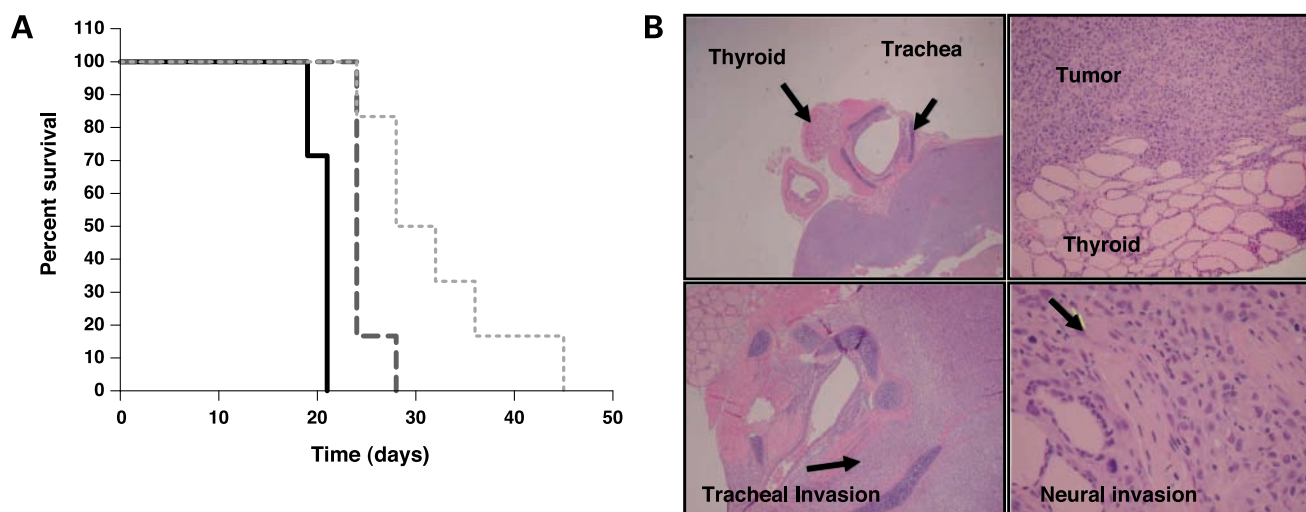 A
110
100
90
80
70
60
50
40
30
20
10
0
Percent survival
0 10 20 30 40 50
Time (days)
B
Thyroid
Trachea
Tumor
Thyroid
Tracheal Invasion
Neural invasion